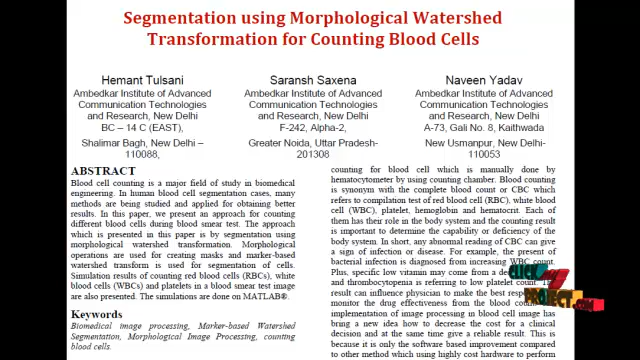 Segmentation using Morphological Watershed
Transformation for Counting Blood Cells
Hemant Tulsani
Ambedkar Institute of Advanced
Communication Technologies
and Research, New Delhi
BC – 14 C (EAST),
Shalimar Bagh, New Delhi –
110088,
Saransh Saxena
Ambedkar Institute of Advanced
Communication Technologies
and Research, New Delhi
F-242, Alpha-2,
Greater Noida, Uttar Pradesh-
201308
Naveen Yadav
Ambedkar Institute of Advanced
Communication Technologies
and Research, New Delhi
A-73, Gali No. 8, Kaithwada
New Usmanpur, New Delhi-
110053
ABSTRACT
Blood cell counting is a major field of study in biomedical
engineering. In human blood cell segmentation cases, many
methods are being studied and applied for obtaining better
results. In this paper, we present an approach for counting
different blood cells during blood smear test. The approach
which is presented in this paper is by segmentation using
morphological watershed transformation. Morphological
operations are used for creating masks and marker-based
watershed transform is used for segmentation of cells.
Simulation results of counting red blood cells (RBCs), white
blood cells (WBCs) and platelets in a blood smear test image
are also presented. The simulations are done on MATLAB®.
Keywords
Biomedical image processing, Marker-based Watershed
Segmentation, Morphological Image Processing, counting
blood cells.
counting for blood cell which is manually done by
hematocytometer by using counting chamber. Blood counting
is synonym with the complete blood count or CBC which
refers to compilation test of red blood cell (RBC), white blood
cell (WBC), platelet, hemoglobin and hematocrit. Each of
them has their role in the body system and the counting result
is important to determine the capability or deficiency of the
body system. In short, any abnormal reading of CBC can give
a sign of infection or disease. For example, the present of
bacterial infection is diagnosed from increasing WBC count.
Plus, specific low vitamin may come from a de
and thrombocytopenia is referring to low platelet count. The
result can influence physician to make the best respo
monitor the drug effectiveness from the blood count
implementation of image processing in blood cell image has
bring a new idea how to decrease the cost for a clinical
decision and at the same time give a reliable result. This is
because it is only the software based improvement compared
to other method which using highly cost hardware to perform
CLICK MY
PROJECT.COM